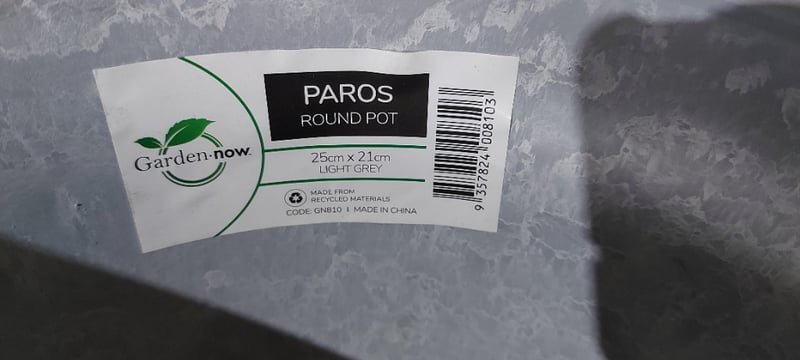 Garden·now.
PAROS
ROUND POT
25cm x 21cm
LIGHT GREY
MADE FROM
RECYCLED MATERIALS
CODE: GN810 | MADE IN CHINA
9 357824 008103